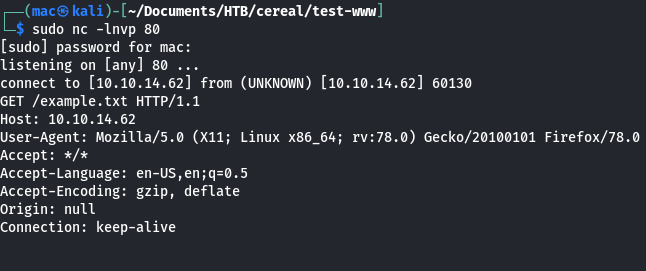 ┌──(mac㉿kali)-[~/Documents/HTB/cereal/test-www]
└─$ sudo nc -lnvp 80
[sudo] password for mac:
listening on [any] 80 ...
connect to [10.10.14.62] from (UNKNOWN) [10.10.14.62] 60130
GET /example.txt HTTP/1.1
Host: 10.10.14.62
User-Agent: Mozilla/5.0 (X11; Linux x86_64; rv:78.0) Gecko/20100101 Firefox/78.0
Accept: */*
Accept-Language: en-US,en;q=0.5
Accept-Encoding: gzip, deflate
Origin: null
Connection: keep-alive